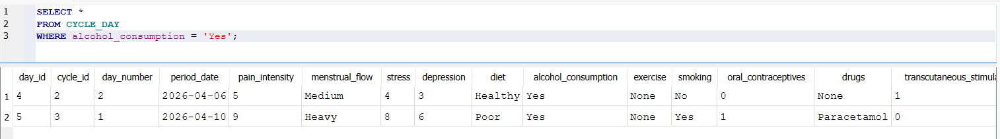 1 SELECT *
2 FROM CYCLE_DAY
3 WHERE alcohol_consumption = 'Yes';
day_id cycle_id day_number period_date pain_intensity menstrual_flow stress depression diet alcohol_consumption exercise smoking oral_contraceptives drugs transcutaneous_stimula
1 4 2 2 2026-04-06 5 Medium 4 3 Healthy Yes None No 0 None 1
2 5 3 1 2026-04-10 9 Heavy 8 6 Poor Yes None Yes 1 Paracetamol 0